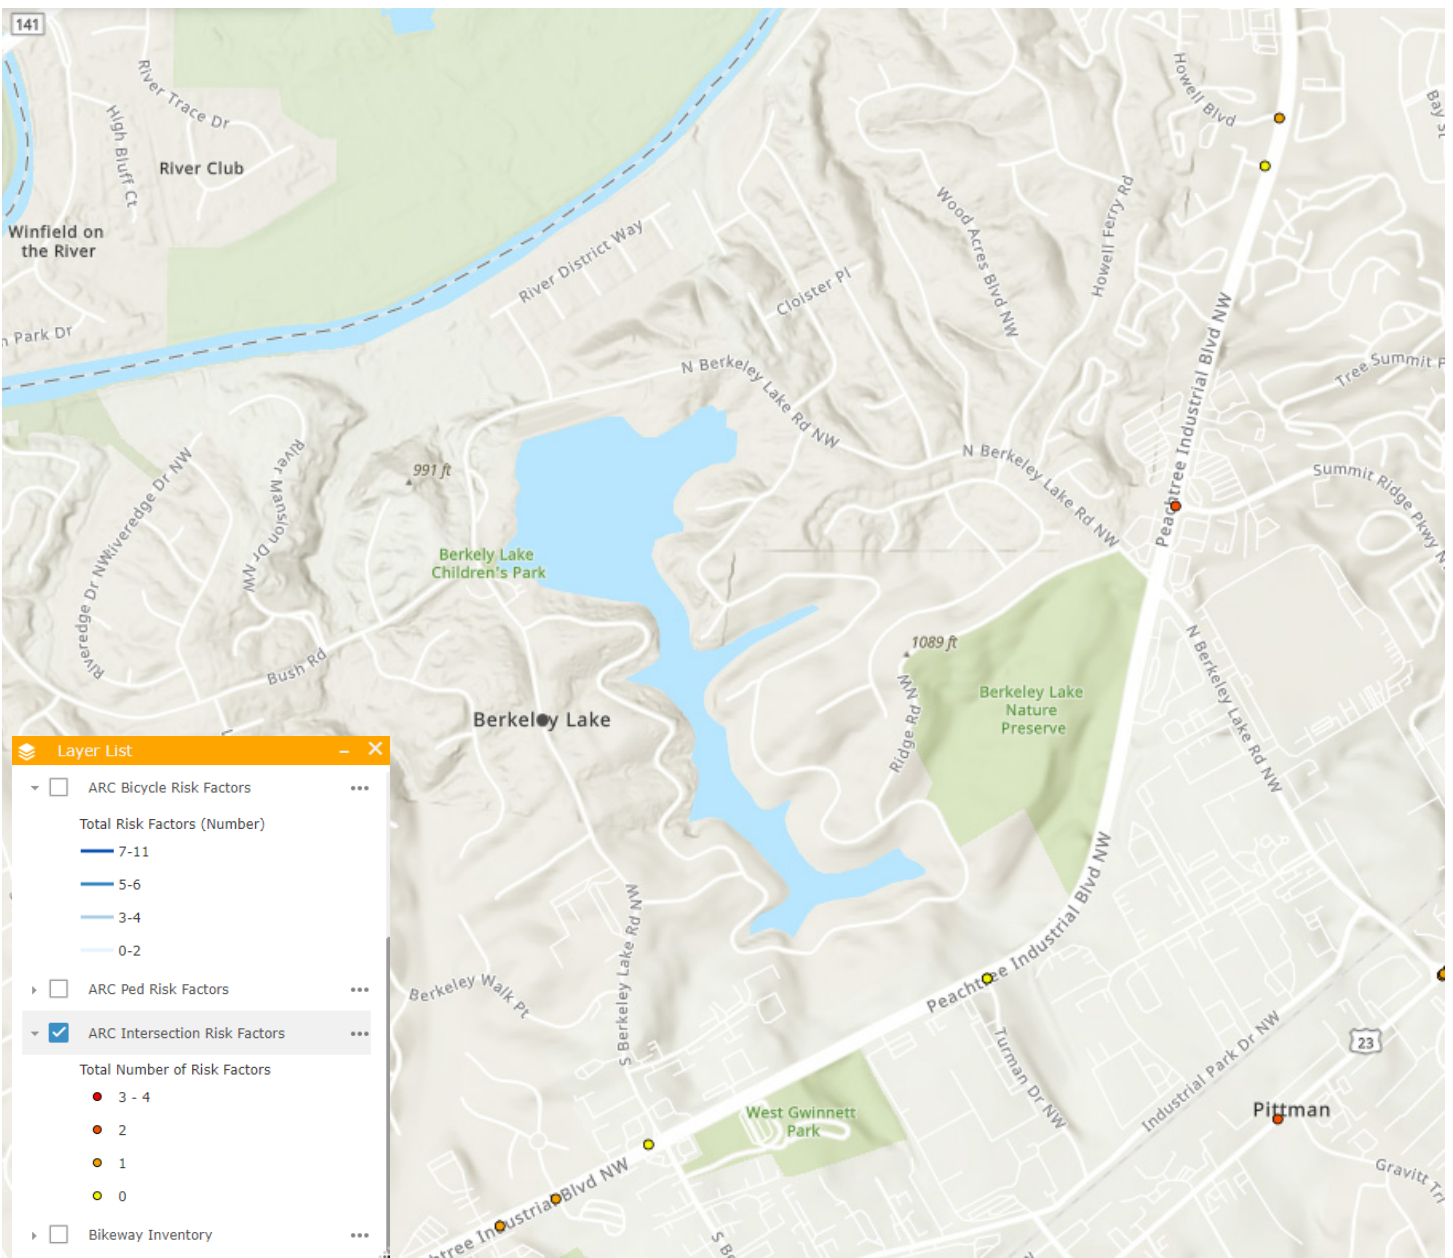 141
River Trace Dr
High Bluff Ct
River Club
Winfield on
the River
n Park Dr
River District Way
Cloister Pl
Wood Acres Blvd NW
Howell Ferry Rd
Howell Blvd
Bay St
Peachtree Industrial Blvd NW
Tree Summit P
Summit Ridge Pkwy N
N Berkeley Lake Rd NW
N Berkeley Lake Rd NW
N Berkeley Lake Rd NW
991 ft
Berkely Lake
Children's Park
River Mansion Dr NW
Riveredge Dr NW
Riveredge Dr NW
Bush Rd
Berkeley Lake
1089 ft
Ridge Rd NW
Berkeley Lake
Nature
Preserve
Peachtree Industrial Blvd NW
S Berkeley Lake Rd NW
Berkeley Walk Pt
Turman Dr NW
Industrial Park Dr NW
23
Pittman
Gravitt Trl
West Gwinnett
Park
chtree Industrial Blvd NW
S Be
Layer List
ARC Bicycle Risk Factors
Total Risk Factors (Number)
7-11
5-6
3-4
0-2
ARC Ped Risk Factors
ARC Intersection Risk Factors
Total Number of Risk Factors
3 - 4
2
1
0
Bikeway Inventory